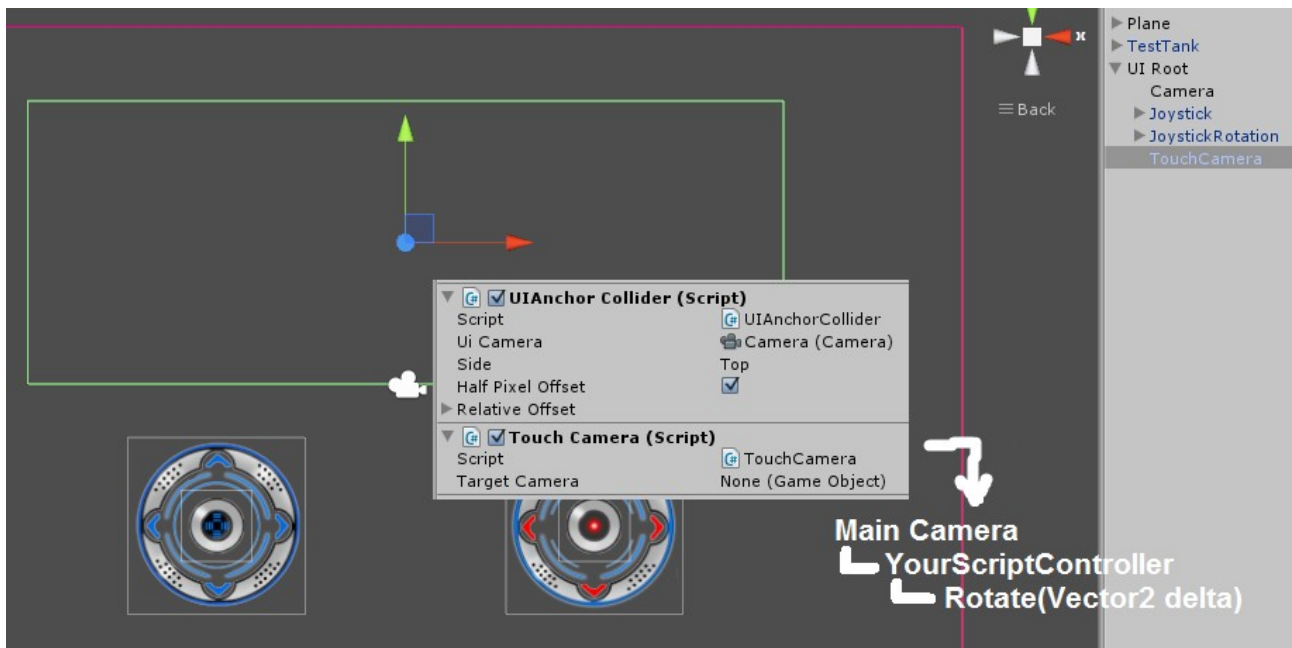 x
Back
Plane
TestTank
UI Root
Camera
Joystick
JoystickRotation
TouchCamera
UIAnchor Collider (Script)
Script UIAnchorCollider
Ui Camera Camera (Camera)
Side Top
Half Pixel Offset
Relative Offset
Touch Camera (Script)
Script TouchCamera
Target Camera None (Game Object)
Main Camera
YourScriptController
Rotate(Vector2 delta)